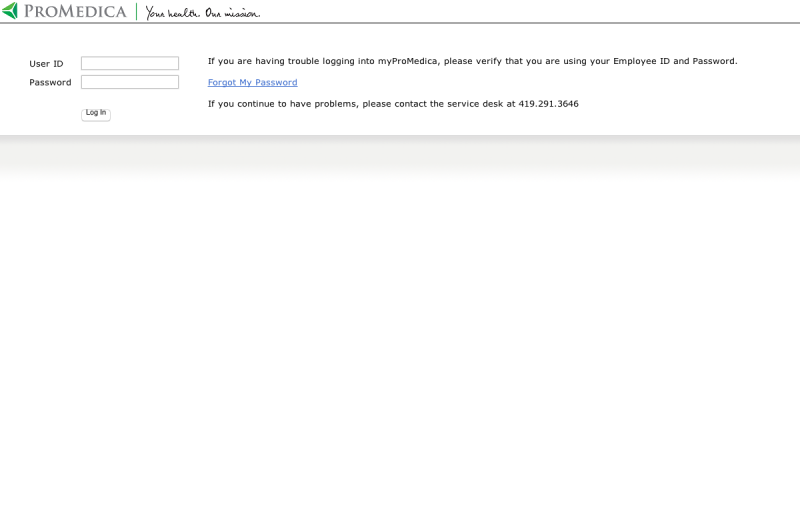 PROMEDICA Your health. Our mission.
User ID
If you are having trouble logging into myProMedica, please verify that you are using your Employee ID and Password.
Password
Forgot My Password
If you continue to have problems, please contact the service desk at 419.291.3646
Log In